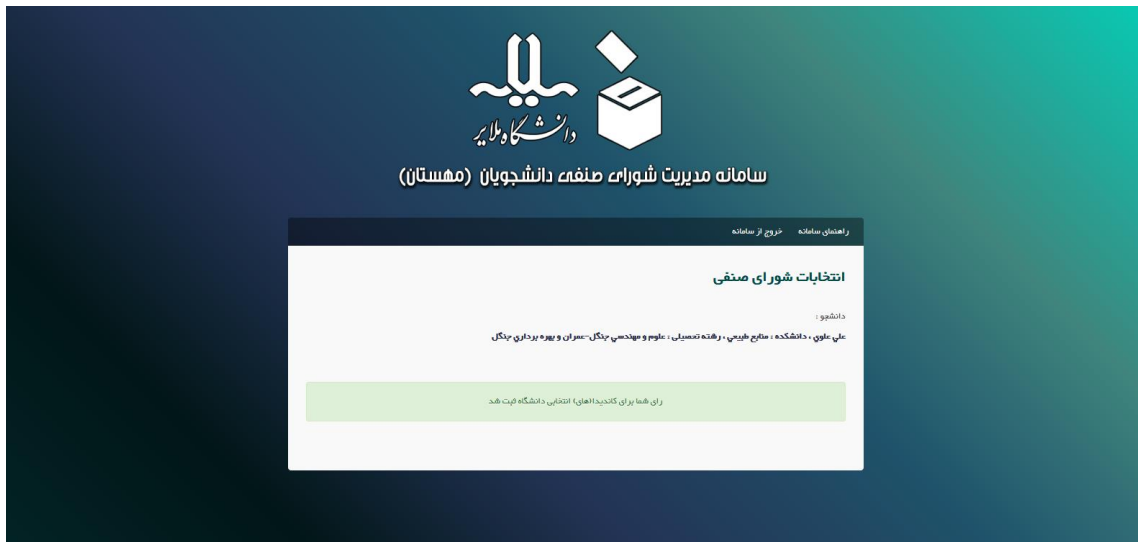 دانشگاه ملایر
سامانه مدیریت شورای صنفی دانشجویان (مهستان)
راهنمای سامانه خروج از سامانه
انتخابات شورای صنفی
دانشجو :
علي علوي ، دانشکده : منابع طبيعي ، رشته تحصیلی : علوم و مهندسي جنگل-عمران و بهره برداري جنگل
رای شما برای کاندیدا(های) انتخابی دانشگاه ثبت شد